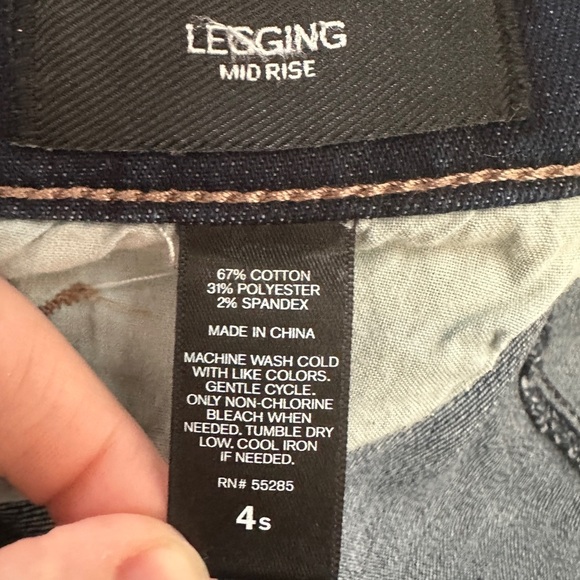 LEGGING
MID RISE
67% COTTON
31% POLYESTER
2% SPANDEX
MADE IN CHINA
MACHINE WASH COLD
WITH LIKE COLORS.
GENTLE CYCLE.
ONLY NON-CHLORINE
BLEACH WHEN
NEEDED. TUMBLE DRY
LOW. COOL IRON
IF NEEDED.
RN# 55285
4s